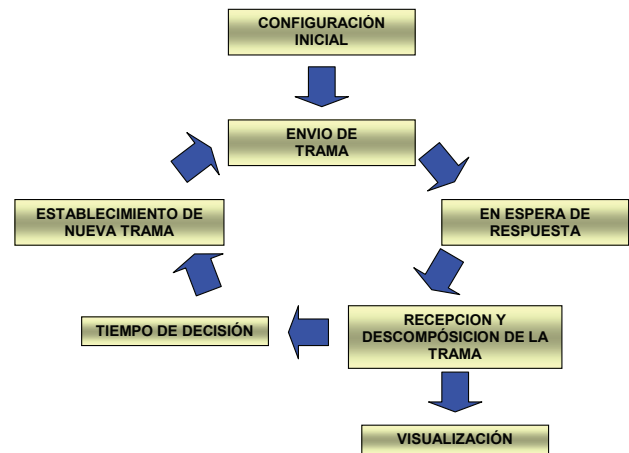 CONFIGURACIÓN
INICIAL
ENVIO DE
TRAMA
ESTABLECIMIENTO DE
NUEVA TRAMA
EN ESPERA DE
RESPUESTA
TIEMPO DE DECISIÓN
RECEPCION Y
DESCOMPÓSICION DE LA
TRAMA
VISUALIZACIÓN